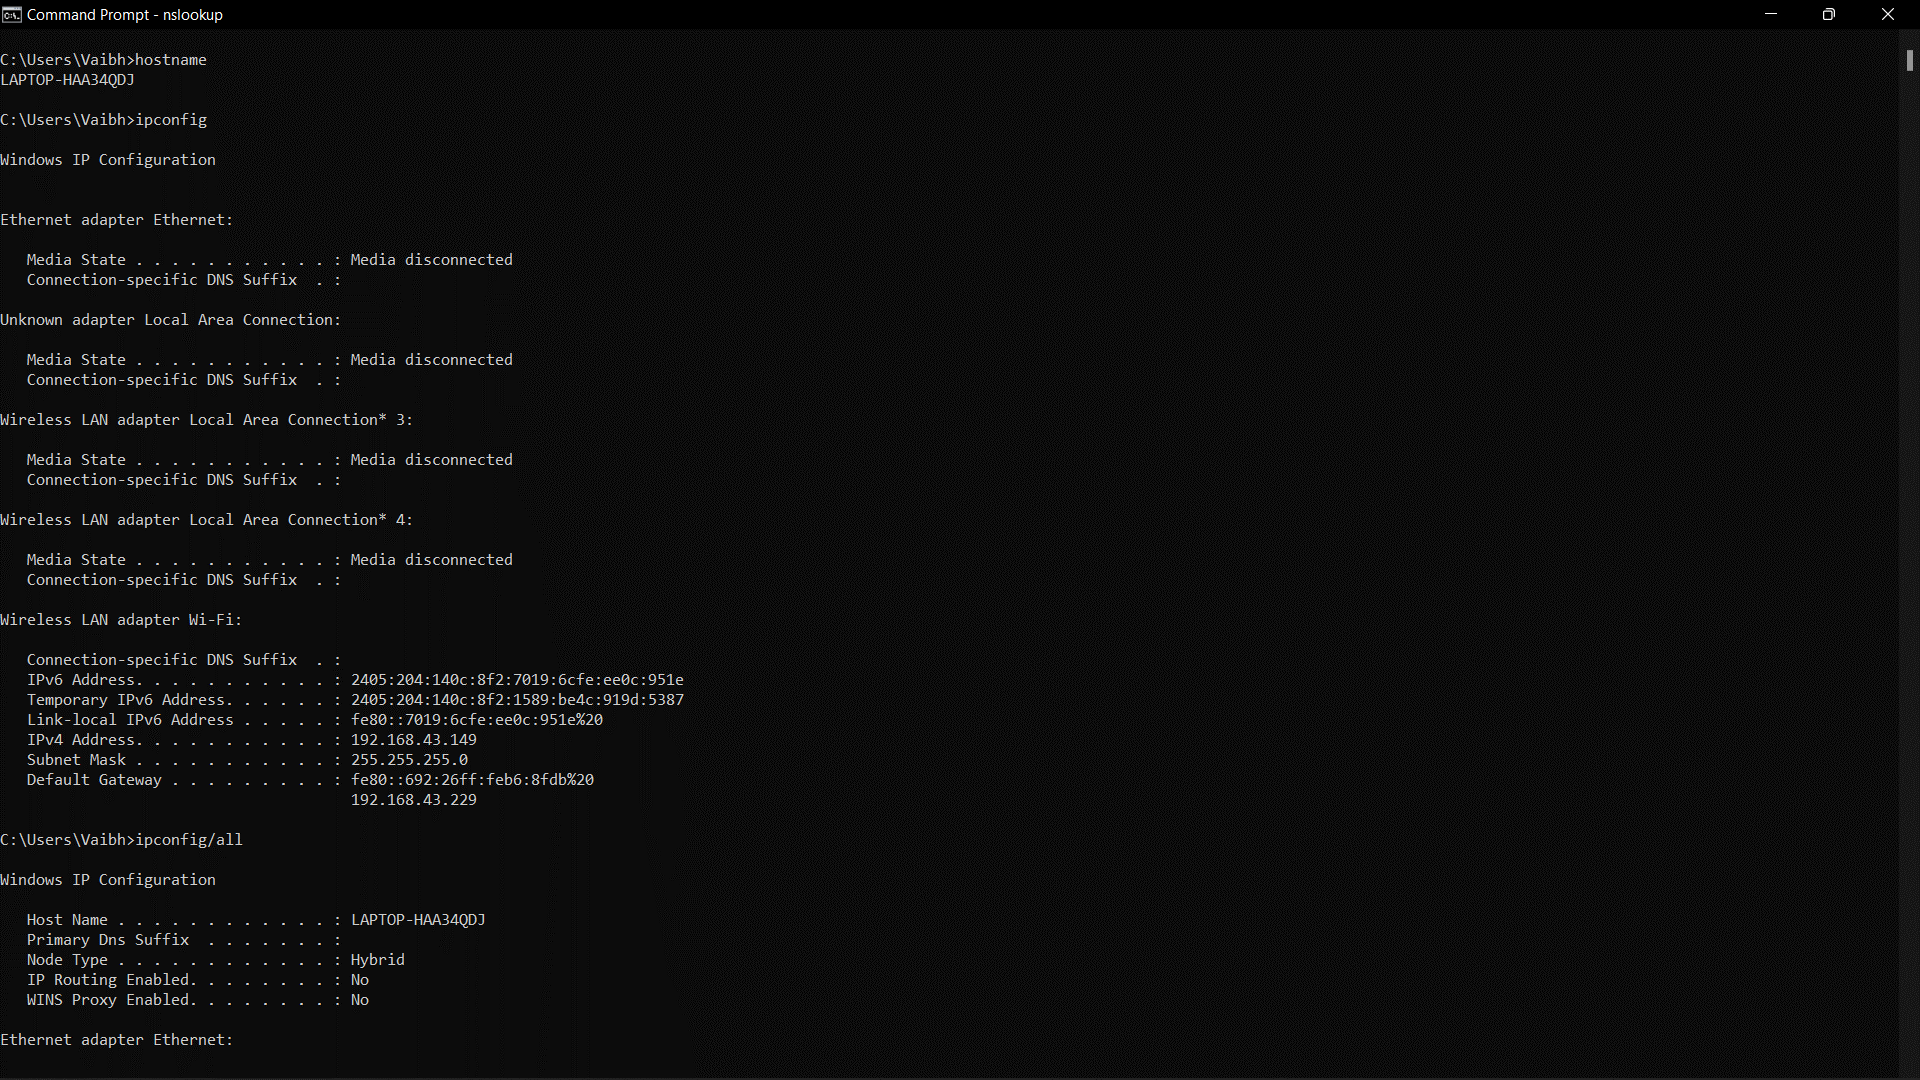 Command Prompt - nslookup
C:\Users\Vaibh>hostname
LAPTOP-HAA34QDJ
C:\Users\Vaibh>ipconfig
Windows IP Configuration
Ethernet adapter Ethernet:
   Media State . . . . . . . . . . . : Media disconnected
   Connection-specific DNS Suffix  . :
Unknown adapter Local Area Connection:
   Media State . . . . . . . . . . . : Media disconnected
   Connection-specific DNS Suffix  . :
Wireless LAN adapter Local Area Connection* 3:
   Media State . . . . . . . . . . . : Media disconnected
   Connection-specific DNS Suffix  . :
Wireless LAN adapter Local Area Connection* 4:
   Media State . . . . . . . . . . . : Media disconnected
   Connection-specific DNS Suffix  . :
Wireless LAN adapter Wi-Fi:
   Connection-specific DNS Suffix  . :
   IPv6 Address. . . . . . . . . . . : 2405:204:140c:8f2:7019:6cfe:ee0c:951e
   Temporary IPv6 Address. . . . . . : 2405:204:140c:8f2:1589:be4c:919d:5387
   Link-local IPv6 Address . . . . . : fe80::7019:6cfe:ee0c:951e%20
   IPv4 Address. . . . . . . . . . . : 192.168.43.149
   Subnet Mask . . . . . . . . . . . : 255.255.255.0
   Default Gateway . . . . . . . . . : fe80::692:26ff:feb6:8fdb%20
                                       192.168.43.229
C:\Users\Vaibh>ipconfig/all
Windows IP Configuration
   Host Name . . . . . . . . . . . . : LAPTOP-HAA34QDJ
   Primary Dns Suffix  . . . . . . . :
   Node Type . . . . . . . . . . . . : Hybrid
   IP Routing Enabled. . . . . . . . : No
   WINS Proxy Enabled. . . . . . . . : No
Ethernet adapter Ethernet: